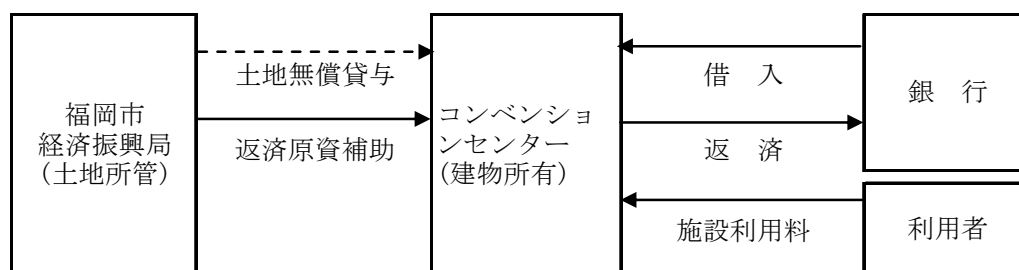 福岡市
経済振興局
(土地所管)
土地無償貸与
返済原資補助
コンベンショ
ンセンター
(建物所有)
借　入
返　済
施設利用料
銀　行
利用者